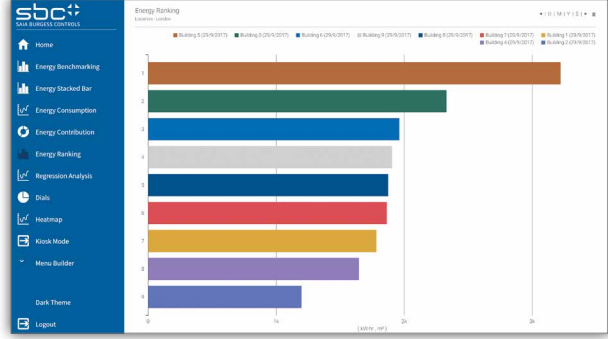 sbc
SAIA BURGESS CONTROLS
Home
Energy Benchmarking
Energy Stacked Bar
Energy Consumption
Energy Contribution
Energy Ranking
Regression Analysis
Dials
Heatmap
Kiosk Mode
Menu Builder
Dark Theme
Logout
Energy Ranking
Location : London
D | M | Y | S |
Building 5 (29/9/2017) Building 3 (29/9/2017) Building 6 (29/9/2017) Building 9 (29/9/2017) Building 8 (29/9/2017) Building 7 (29/9/2017) Building 1 (29/9/2017)
Building 4 (29/9/2017) Building 2 (29/9/2017)
1
2
3
4
5
6
7
8
9
0 1k 2k 3k
( kW hr , m² )